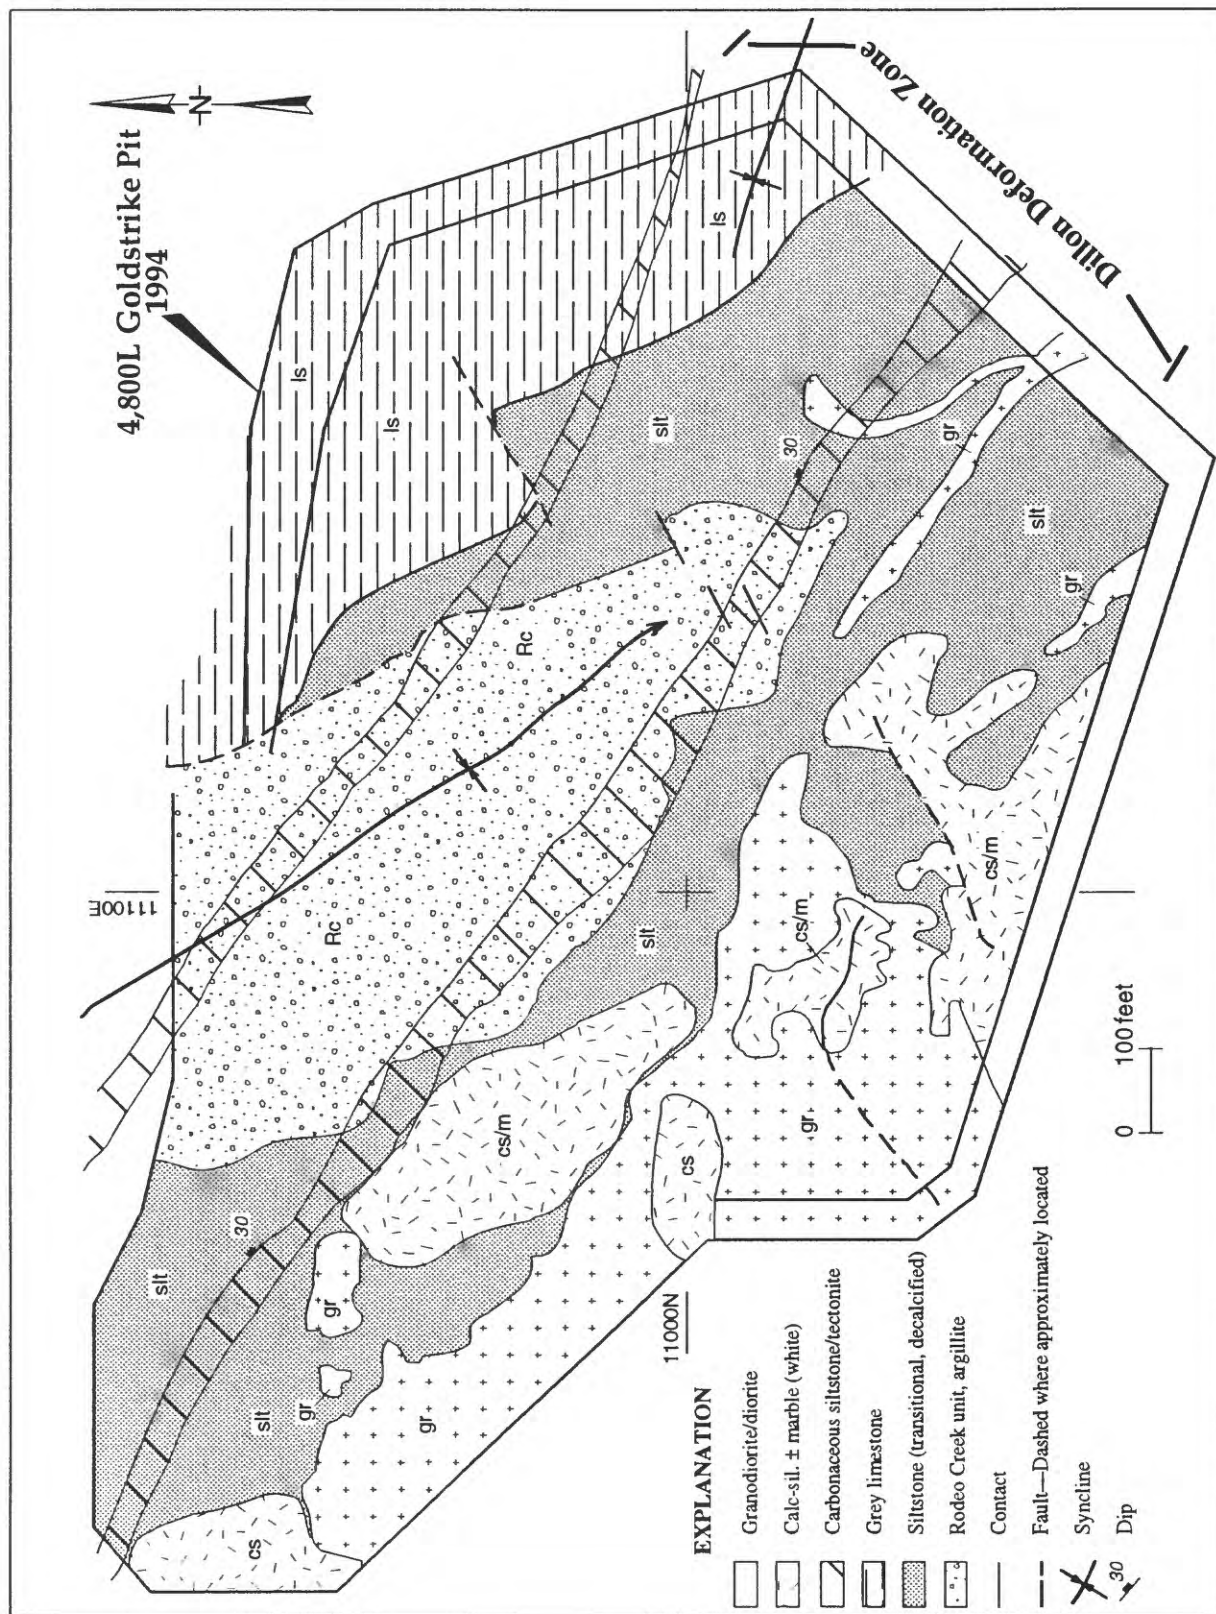 4,800L Goldstrike Pit
1994
N
Dillon Deformation
Zone
11100E
ls
ls
ls
Rc
Rc
slt
slt
slt
slt
slt
30
30
gr
gr
gr
gr
gr
gr
cs/m
cs/m
cs/m
cs
cs
11000N
0
100 feet
EXPLANATION
Granodiorite/diorite
Calc-sil. ± marble (white)
Carbonaceous siltstone/tectonite
Grey limestone
Siltstone (transitional, decalcified)
Rodeo Creek unit, argillite
Contact
Fault—Dashed where approximately located
Syncline
30
Dip